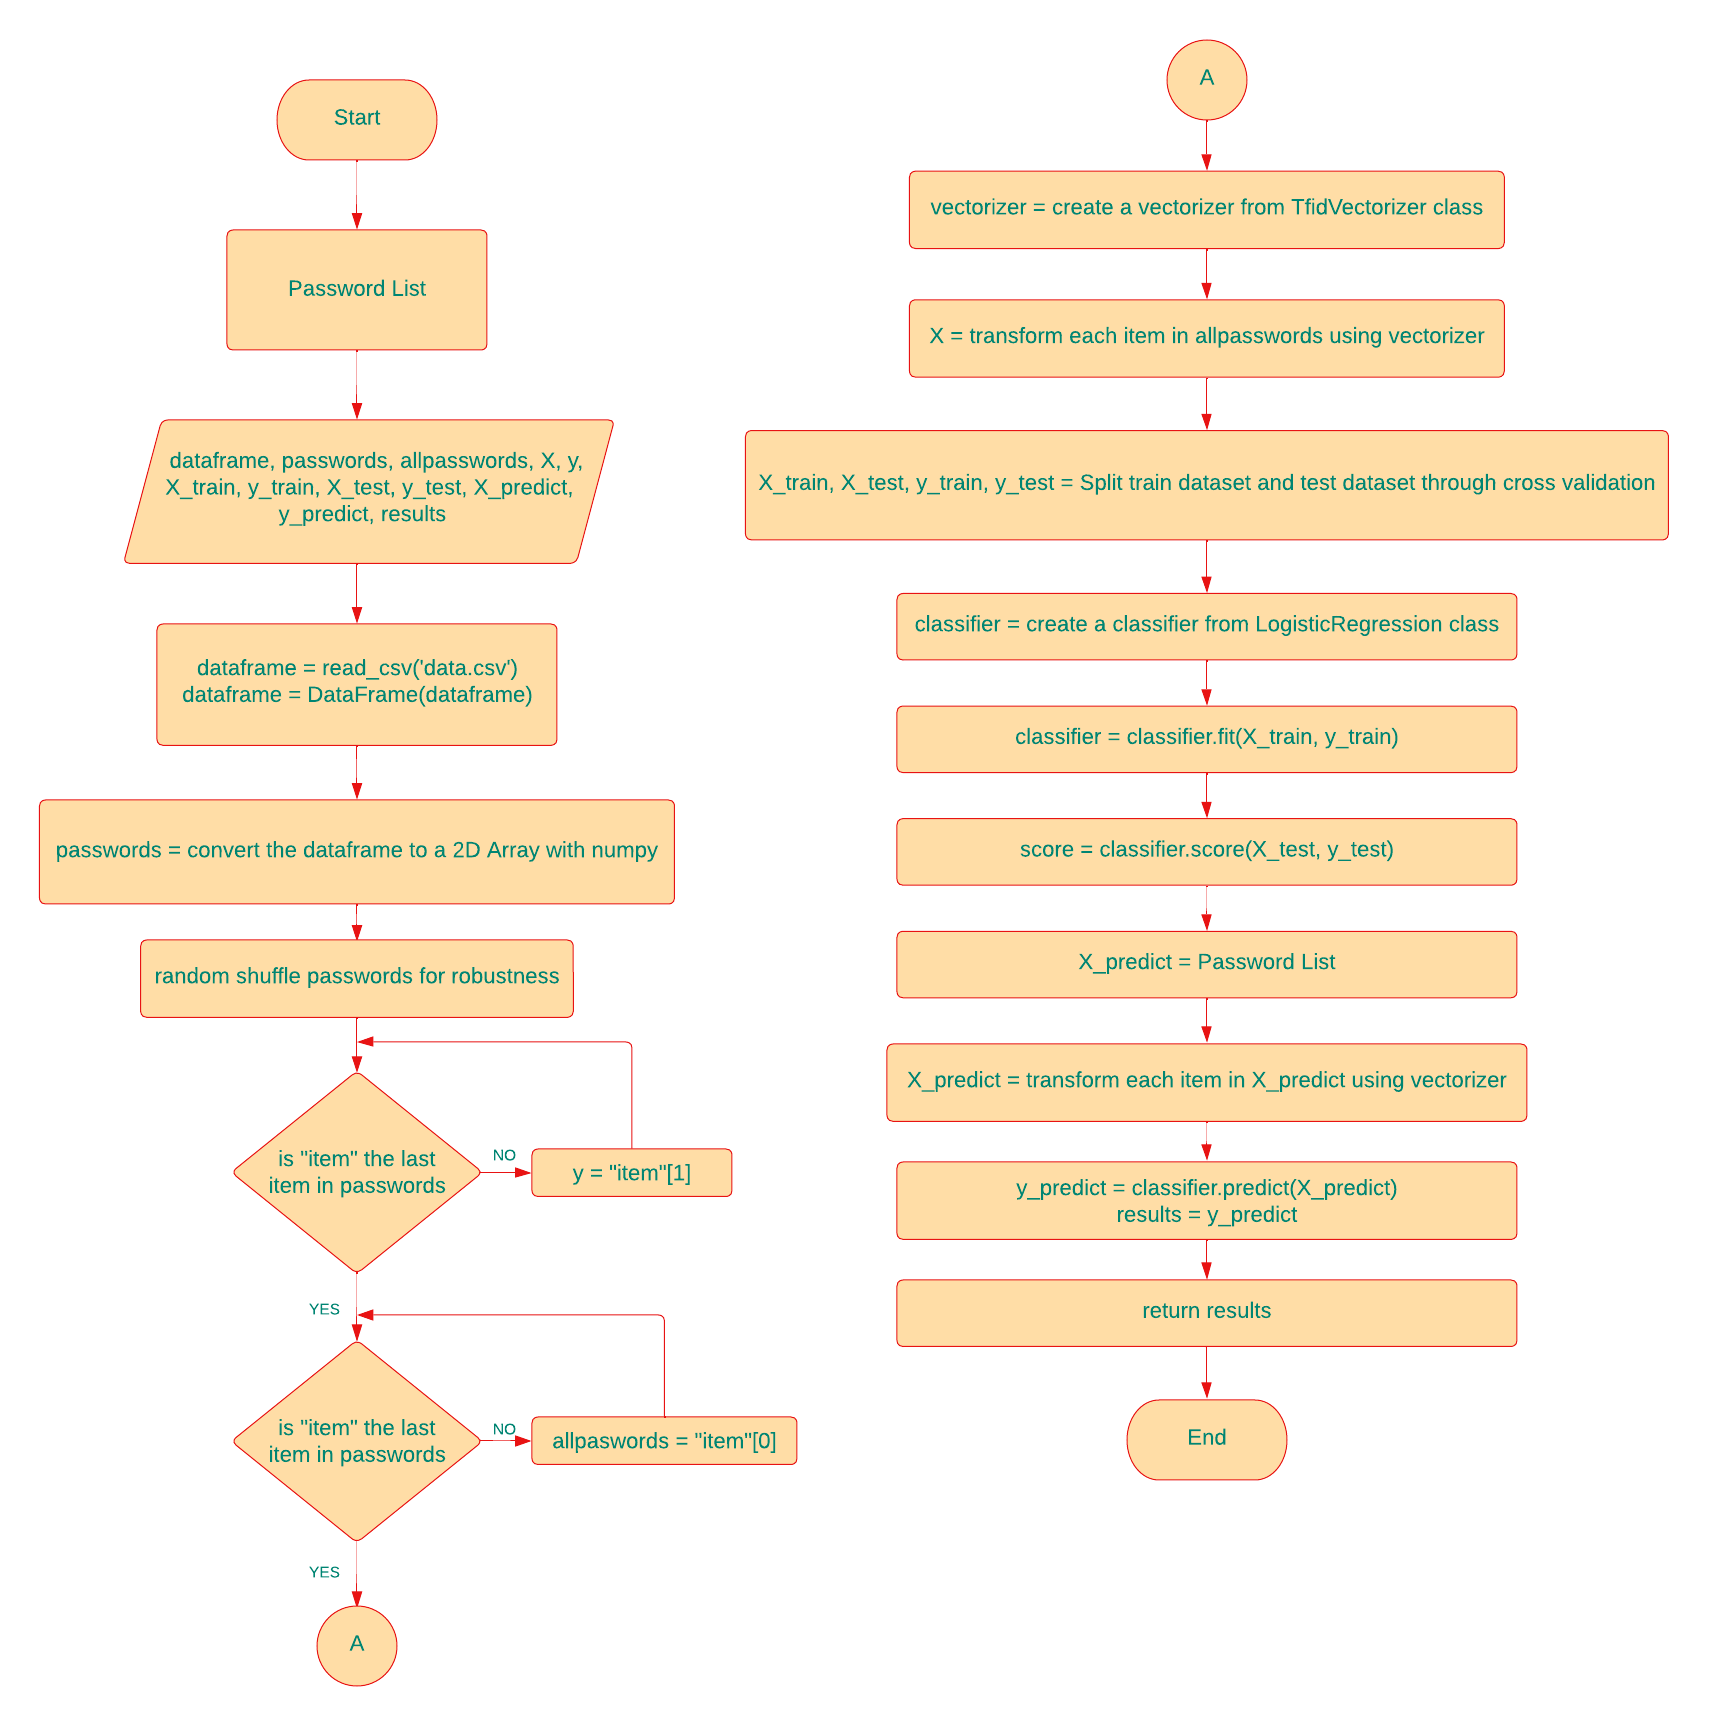 Start
Password List
dataframe, passwords, allpasswords, X, y,
X_train, y_train, X_test, y_test, X_predict,
y_predict, results
dataframe = read_csv('data.csv')
dataframe = DataFrame(dataframe)
passwords = convert the dataframe to a 2D Array with numpy
random shuffle passwords for robustness
is "item" the last
item in passwords
NO
y = "item"[1]
YES
is "item" the last
item in passwords
NO
allpaswords = "item"[0]
YES
A
A
vectorizer = create a vectorizer from TfidVectorizer class
X = transform each item in allpasswords using vectorizer
X_train, X_test, y_train, y_test = Split train dataset and test dataset through cross validation
classifier = create a classifier from LogisticRegression class
classifier = classifier.fit(X_train, y_train)
score = classifier.score(X_test, y_test)
X_predict = Password List
X_predict = transform each item in X_predict using vectorizer
y_predict = classifier.predict(X_predict)
results = y_predict
return results
End